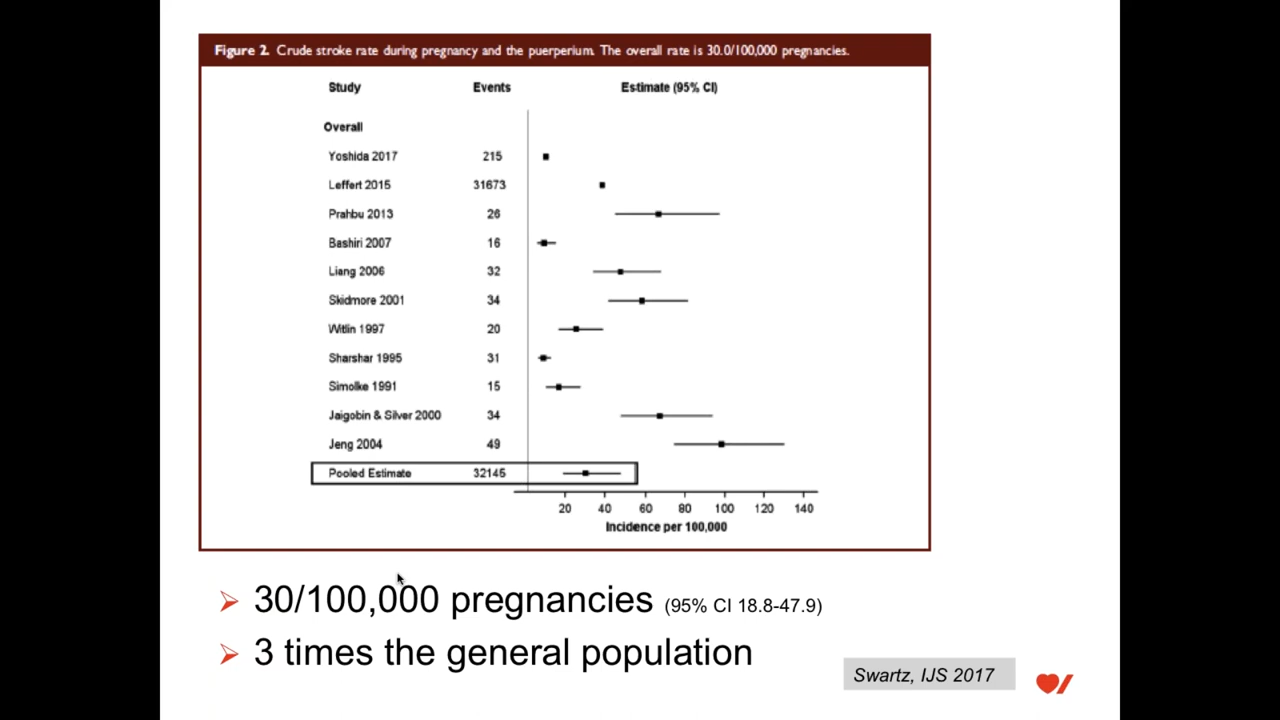 Figure 2. Crude stroke rate during pregnancy and the puerperium. The overall rate is 30.0/100,000 pregnancies.
Study Events Estimate (95% CI)
Overall
Yoshida 2017 215
Leffert 2015 31673
Prahbu 2013 26
Bashiri 2007 16
Liang 2006 32
Skidmore 2001 34
Witlin 1997 20
Sharshar 1995 31
Simolke 1991 15
Jaigobin & Silver 2000 34
Jeng 2004 49
Pooled Estimate 32145
20 40 60 80 100 120 140
Incidence per 100,000
30/100,000 pregnancies (95% CI 18.8-47.9)
3 times the general population
Swartz, IJS 2017